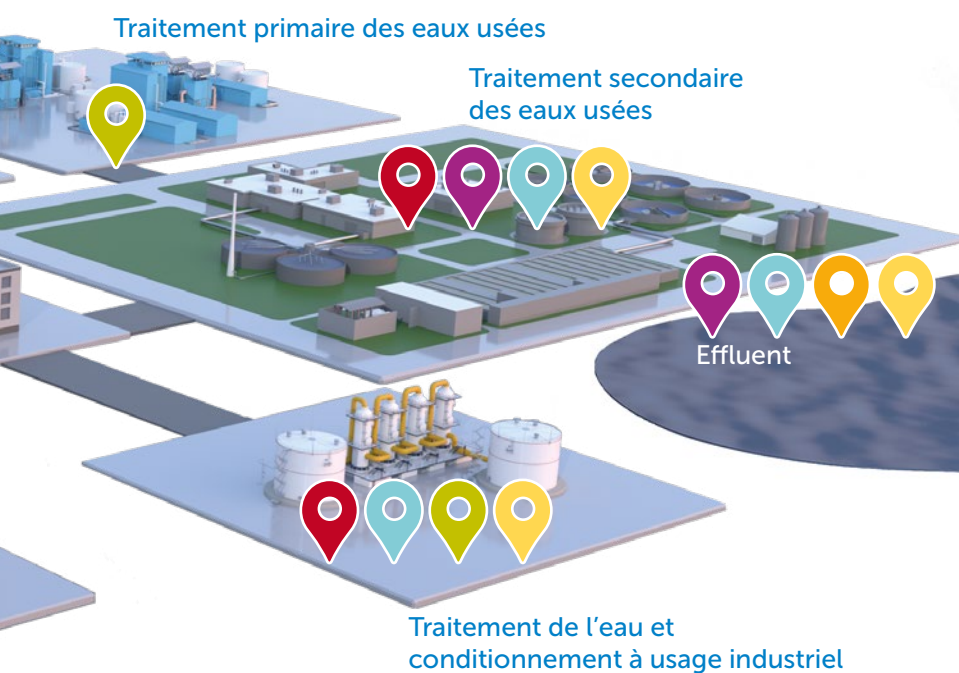 Traitement primaire des eaux usées
Traitement secondaire
des eaux usées
Effluent
Traitement de l’eau et
conditionnement à usage industriel